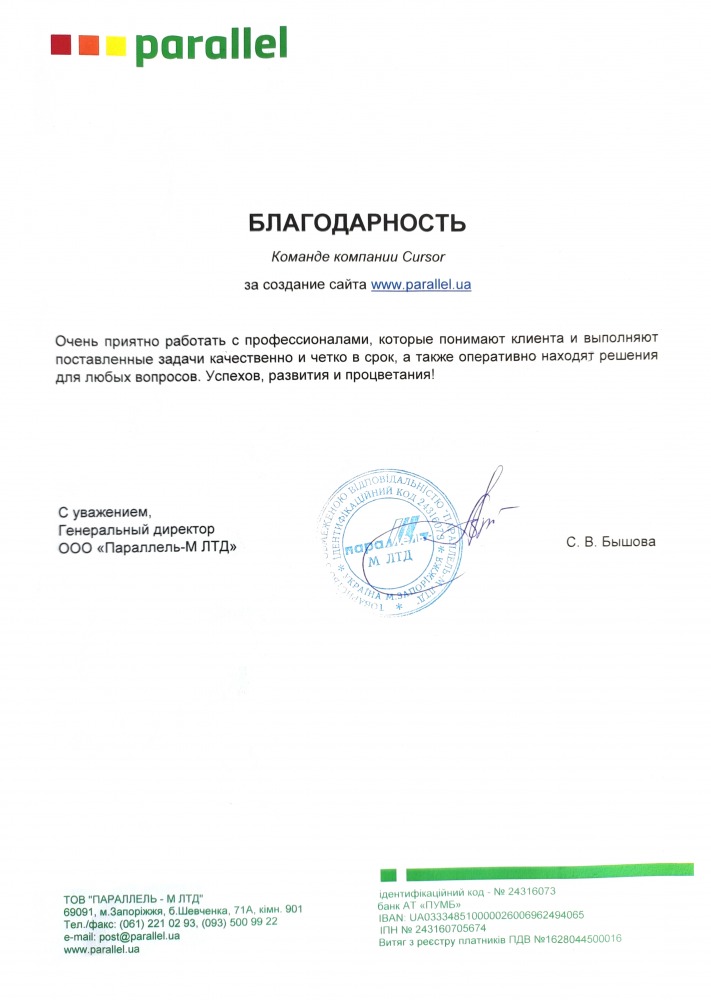 parallel
БЛАГОДАРНОСТЬ
Команде компании Cursor
за создание сайта www.parallel.ua
Очень приятно работать с профессионалами, которые понимают клиента и выполняют
поставленные задачи качественно и четко в срок, а также оперативно находят решения
для любых вопросов. Успехов, развития и процветания!
С уважением,
Генеральный директор
ООО «Параллель-М ЛТД»
ІДЕНТИФІКАЦІЙНИЙ КОД 24316073
УКРАЇНА М.ЗАПОРІЖЖЯ
М ЛТД
С. В. Бышова
ТОВ "ПАРАЛЛЕЛЬ - М ЛТД"
69091, м.Запоріжжя, б.Шевченка, 71А, кімн. 901
Тел./факс: (061) 221 02 93, (093) 500 99 22
e-mail: post@parallel.ua
www.parallel.ua
ідентифікаційний код - № 24316073
банк АТ «ПУМБ»
IBAN: UA033348510000026006962494065
ІПН № 243160705674
Витяг з реєстру платників ПДВ №1628044500016